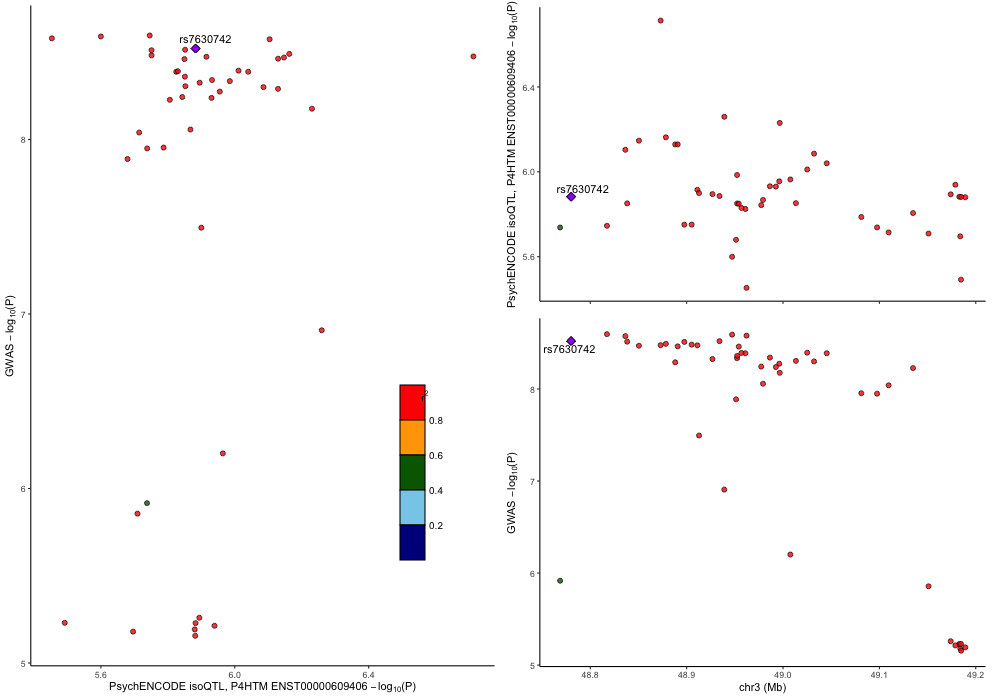 rs7630742
8
7
6
5
GWAS −log10(P)
r2
0.8
0.6
0.4
0.2
5.6
6.0
6.4
PsychENCODE isoQTL, P4HTM ENST00000609406 −log10(P)
PsychENCODE isoQTL, P4HTM ENST00000609406 −log10(P)
6.4
6.0
5.6
rs7630742
GWAS −log10(P)
8
7
6
5
rs7630742
48.8
48.9
49.0
49.1
49.2
chr3 (Mb)